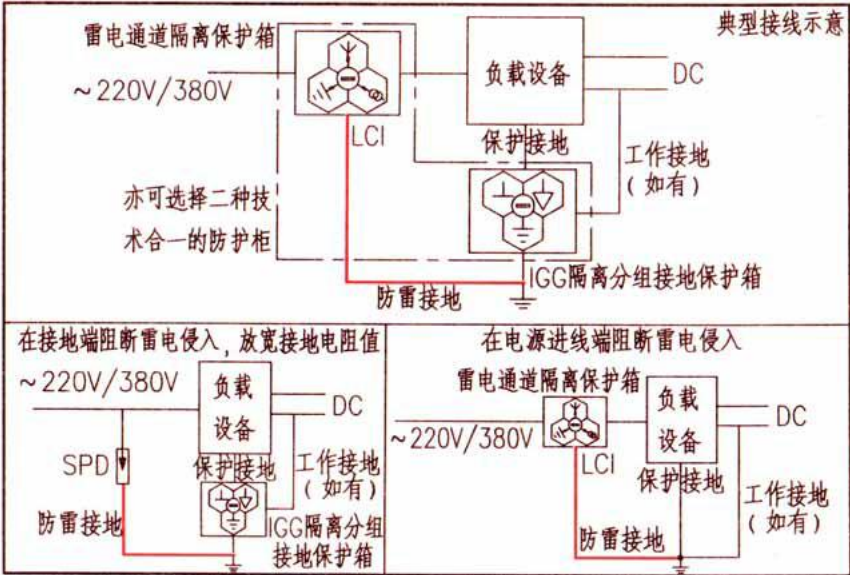 典型接线示意
雷电通道隔离保护箱
~220V/380V
LCI
负载设备
DC
保护接地
工作接地
(如有)
亦可选择二种技
术合一的防护柜
IGG隔离分组接地保护箱
防雷接地
在接地端阻断雷电侵入,放宽接地电阻值
~220V/380V
负载
设备
DC
SPD
保护接地
工作接地
(如有)
防雷接地
IGG隔离分组
接地保护箱
在电源进线端阻断雷电侵入
雷电通道隔离保护箱
~220V/380V
LCI
负载
设备
DC
保护接地
工作接地
(如有)
防雷接地